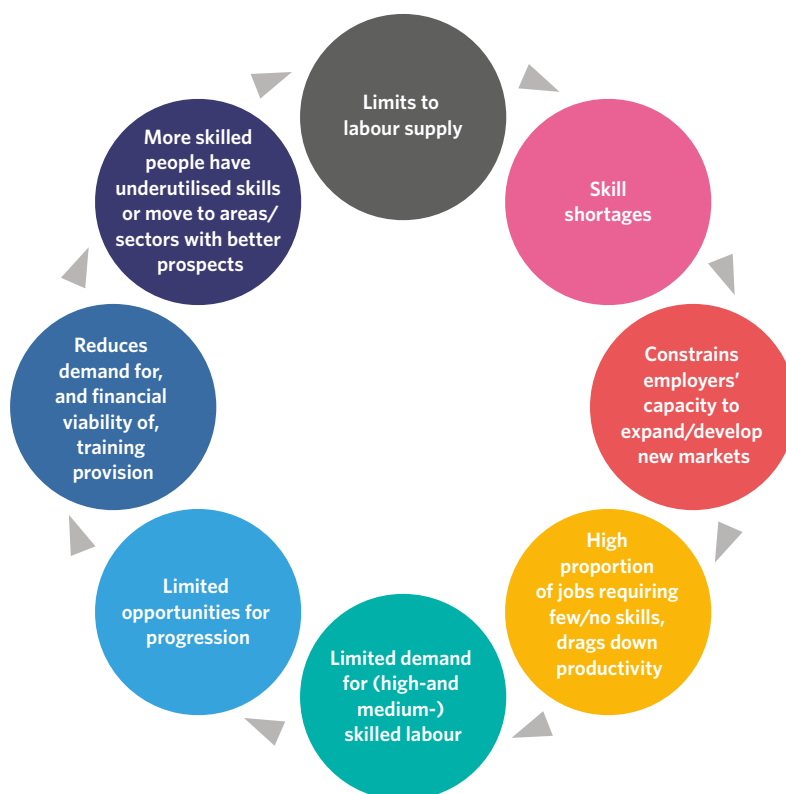 Limits to
labour supply
Skill
shortages
Constrains
employers’
capacity to
expand/develop
new markets
High
proportion
of jobs requiring
few/no skills,
drags down
productivity
Limited demand
for (high-and
medium-)
skilled labour
Limited
opportunities for
progression
Reduces
demand for,
and financial
viability of,
training
provision
More skilled
people have
underutilised skills
or move to areas/
sectors with better
prospects